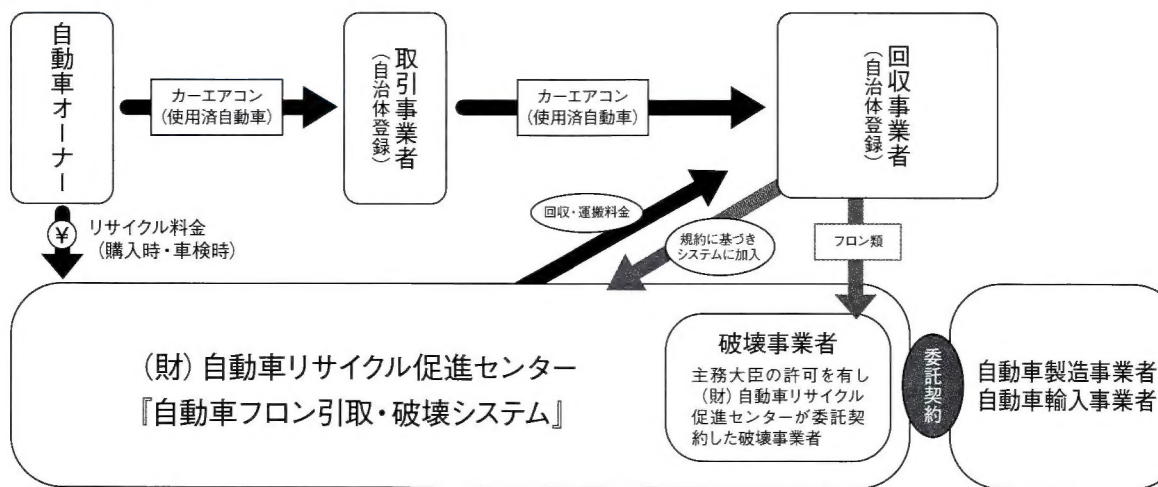 自動車オーナー
カーエアコン
(使用済自動車)
取引事業者
(自治体登録)
カーエアコン
(使用済自動車)
回収事業者
(自治体登録)
¥
リサイクル料金
(購入時・車検時)
回収・運搬料金
規約に基づき
システムに加入
フロン類
(財)自動車リサイクル促進センター
『自動車フロン引取・破壊システム』
破壊事業者
主務大臣の許可を有し
(財)自動車リサイクル
促進センターが委託契
約した破壊事業者
委託契約
自動車製造事業者
自動車輸入事業者